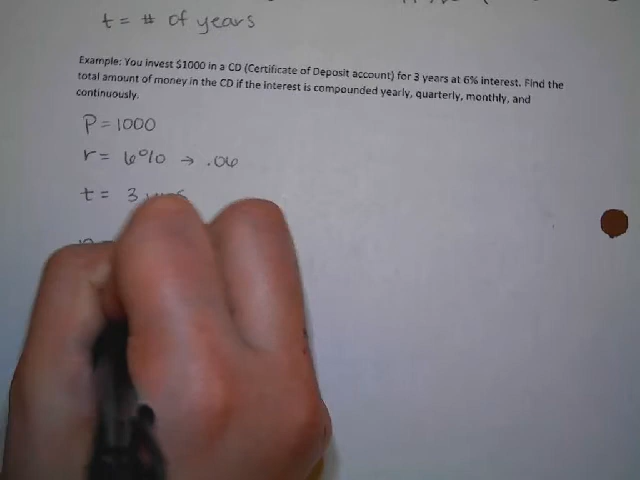 t = # of years
Example: You invest $1000 in a CD (Certificate of Deposit account) for 3 years at 6% interest. Find the
total amount of money in the CD if the interest is compounded yearly, quarterly, monthly, and
continuously.
P = 1000
r = 6% → .06
t = 3